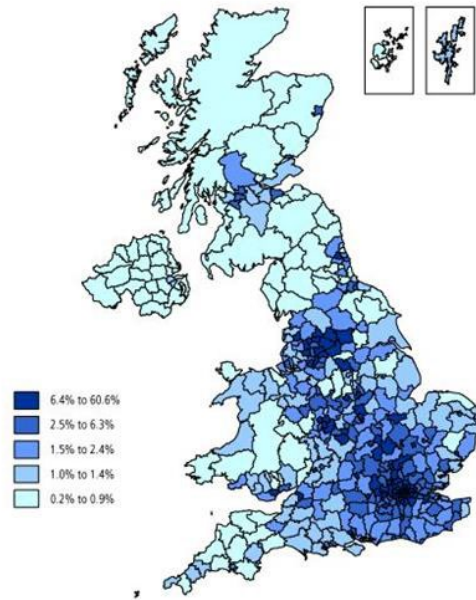 6.4% to 60.6%
2.5% to 6.3%
1.5% to 2.4%
1.0% to 1.4%
0.2% to 0.9%